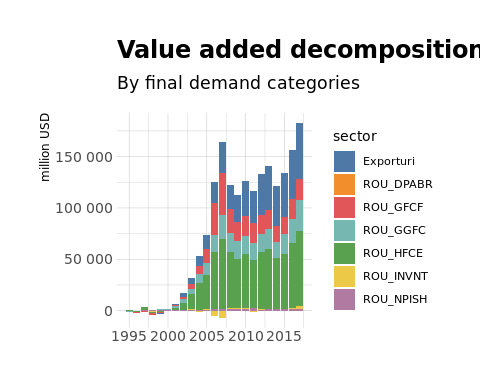 Value added decomposition
By final demand categories
million USD
150 000
100 000
50 000
0
1995 2000 2005 2010 2015
sector
Exporturi
ROU_DPABR
ROU_GFCF
ROU_GGFC
ROU_HFCE
ROU_INVNT
ROU_NPISH